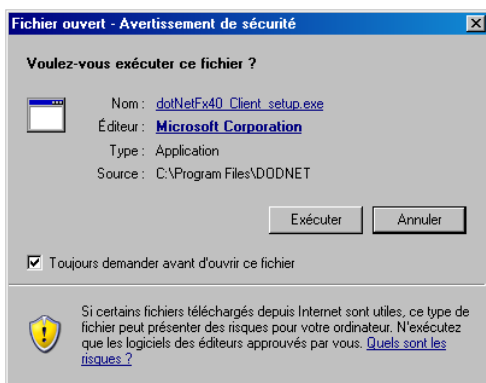 Fichier ouvert - Avertissement de sécurité
Voulez-vous exécuter ce fichier ?
Nom : dotNetFx40_Client_setup.exe
Éditeur : Microsoft Corporation
Type : Application
Source : C:\Program Files\DODNET
Exécuter Annuler
Toujours demander avant d'ouvrir ce fichier
Si certains fichiers téléchargés depuis Internet sont utiles, ce type de
fichier peut présenter des risques pour votre ordinateur. N'exécutez
que les logiciels des éditeurs approuvés par vous. Quels sont les
risques ?